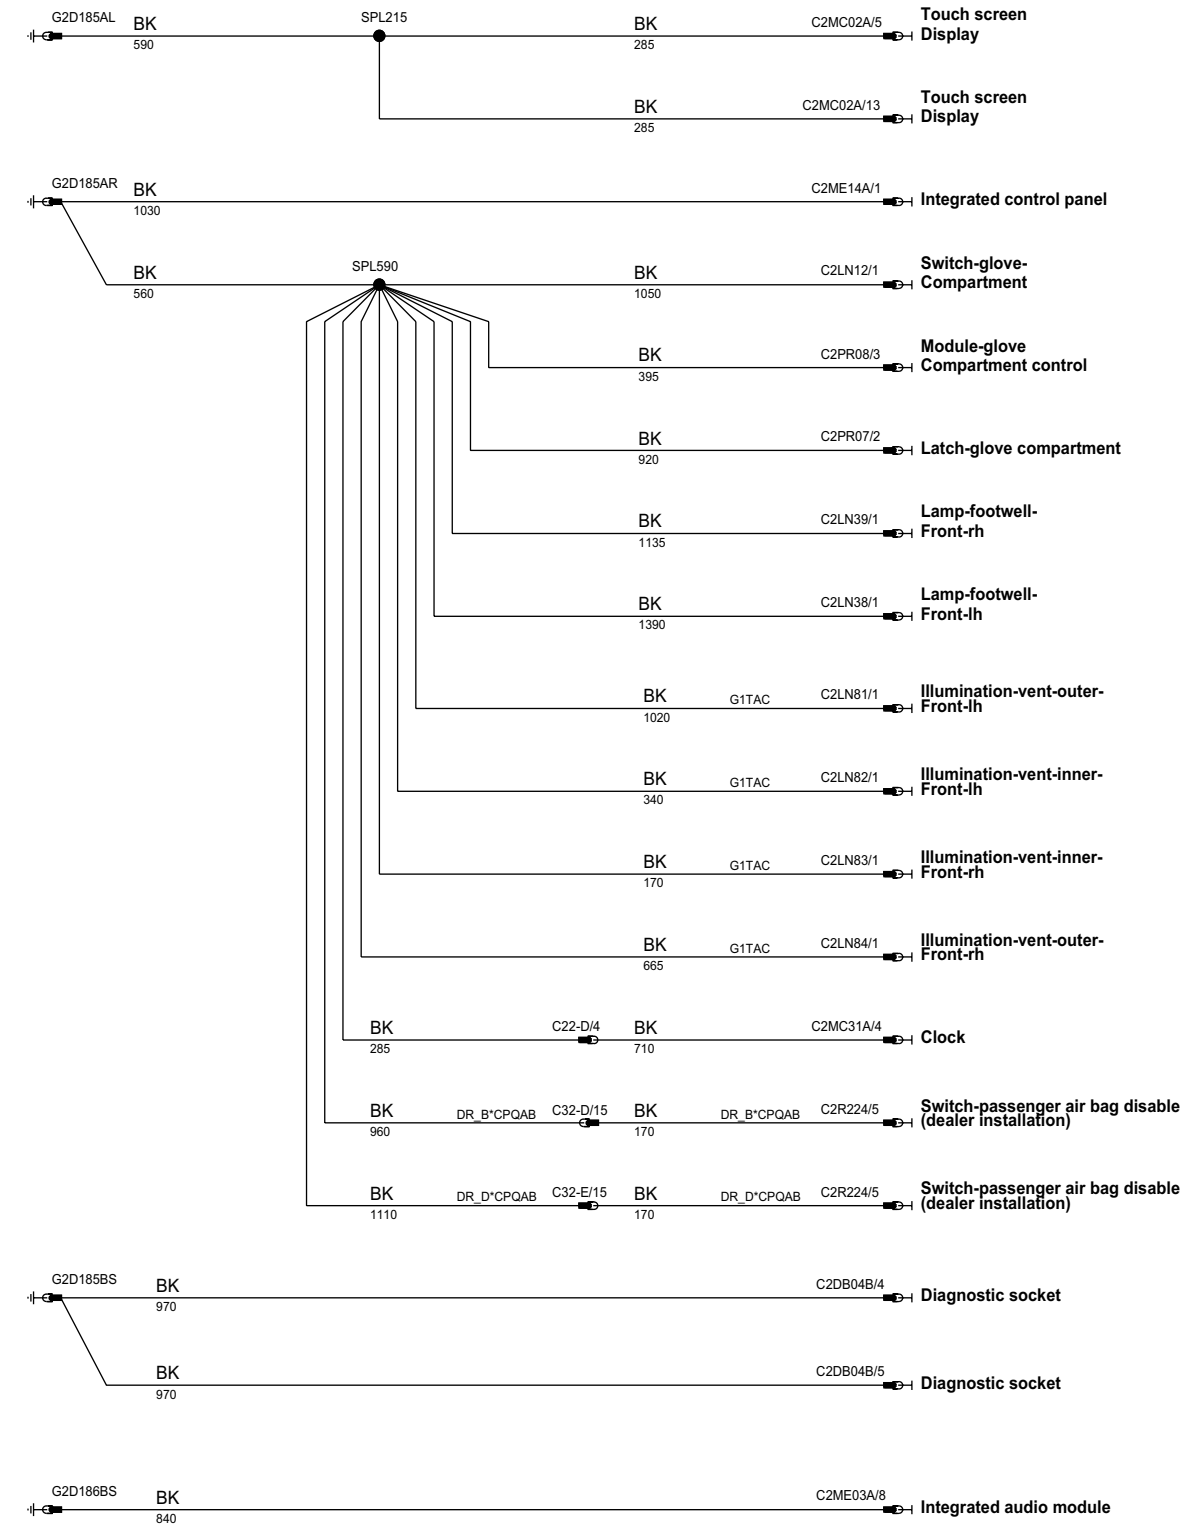 G2D185AL BK SPL215 BK C2MC02A/5 Touch screen
590 285 Display
BK C2MC02A/13 Touch screen
285 Display
G2D185AR BK C2ME14A/1 Integrated control panel
1030
BK SPL590 BK C2LN12/1 Switch-glove-
560 1050 Compartment
BK C2PR08/3 Module-glove
395 Compartment control
BK C2PR07/2 Latch-glove compartment
920
BK C2LN39/1 Lamp-footwell-
1135 Front-rh
BK C2LN38/1 Lamp-footwell-
1390 Front-lh
BK G1TAC C2LN81/1 Illumination-vent-outer-
1020 Front-lh
BK G1TAC C2LN82/1 Illumination-vent-inner-
340 Front-lh
BK G1TAC C2LN83/1 Illumination-vent-inner-
170 Front-rh
BK G1TAC C2LN84/1 Illumination-vent-outer-
665 Front-rh
BK C22-D/4 BK C2MC31A/4 Clock
285 710
BK DR_B*CPQAB C32-D/15 BK DR_B*CPQAB C2R224/5 Switch-passenger air bag disable
960 170 (dealer installation)
BK DR_D*CPQAB C32-E/15 BK DR_D*CPQAB C2R224/5 Switch-passenger air bag disable
1110 170 (dealer installation)
G2D185BS BK C2DB04B/4 Diagnostic socket
970
BK C2DB04B/5 Diagnostic socket
970
G2D186BS BK C2ME03A/8 Integrated audio module
840